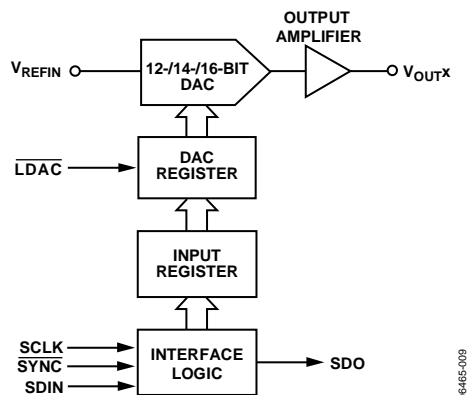 OUTPUT
AMPLIFIER
VREFIN
12-/14-/16-BIT
DAC
VOUTx
LDAC
DAC
REGISTER
INPUT
REGISTER
SCLK
SYNC
SDIN
INTERFACE
LOGIC
SDO
06465-009